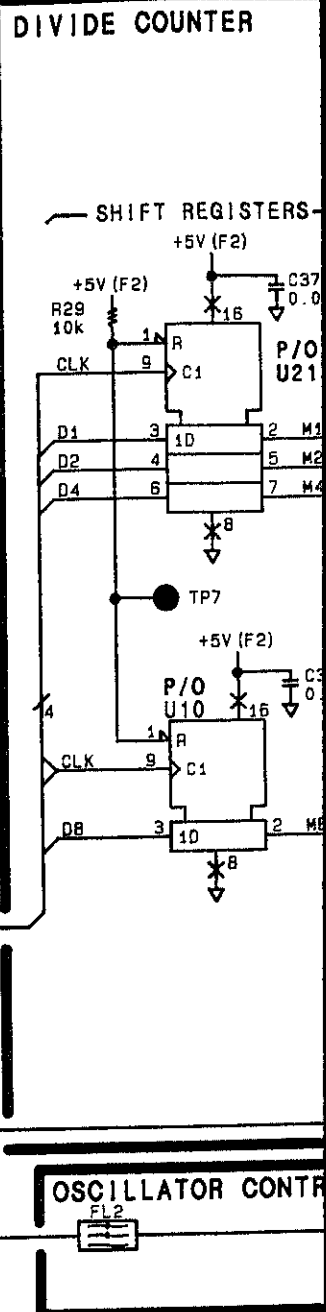 DIVIDE COUNTER
SHIFT REGISTERS
+5V (F2)
C37
+5V (F2)
16
0.0
R29
10k
1 R
P/O
U21
CLK 9 C1
D1 3 1D 2 M1
D2 4 5 M2
D4 6 7 M4
8
TP7
+5V (F2)
P/O
U10
16
4
1 R
CLK 9 C1
D8 3 1D 2
8
OSCILLATOR
FL2